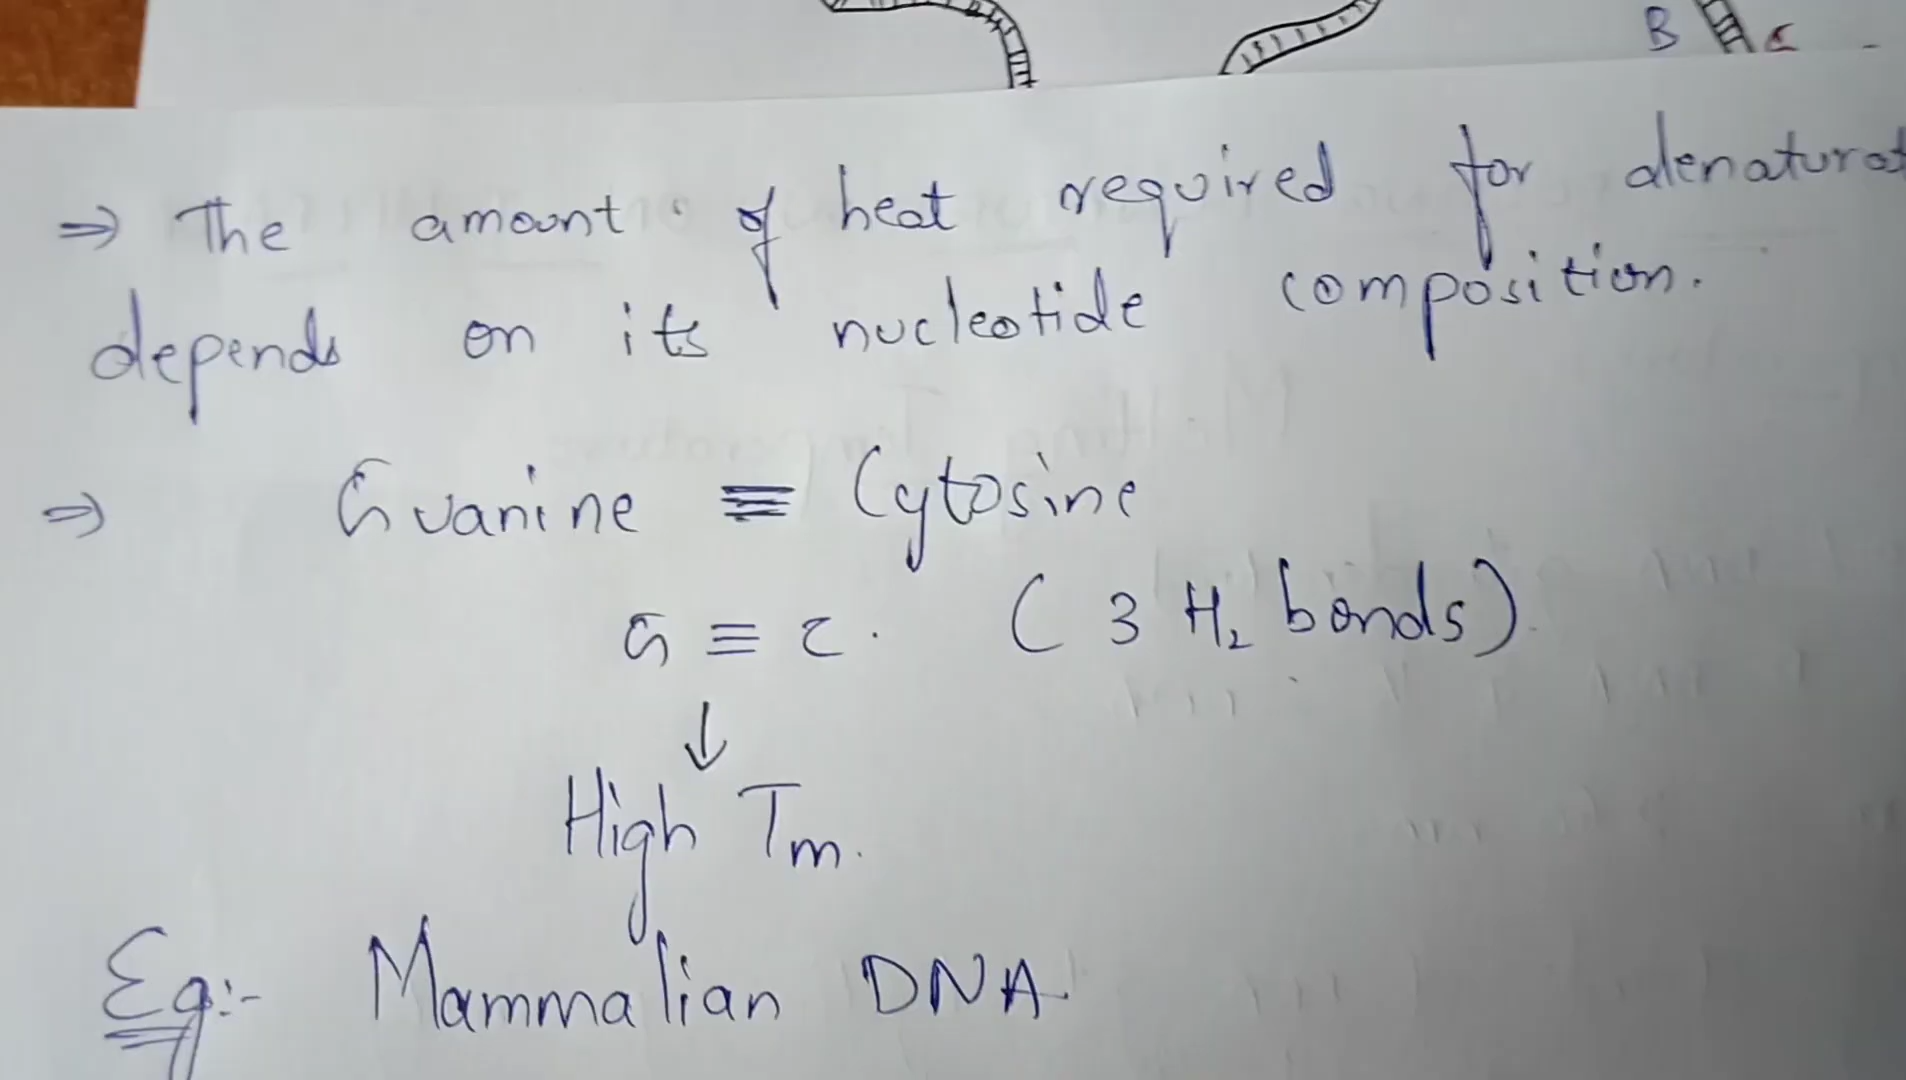 B
⇒ The amount of heat required for denaturat
depends on its nucleotide composition.
⇒ Guanine ≡ Cytosine
G ≡ C. (3 H₂ bonds)
↓
High Tm.
Eg:- Mammalian DNA